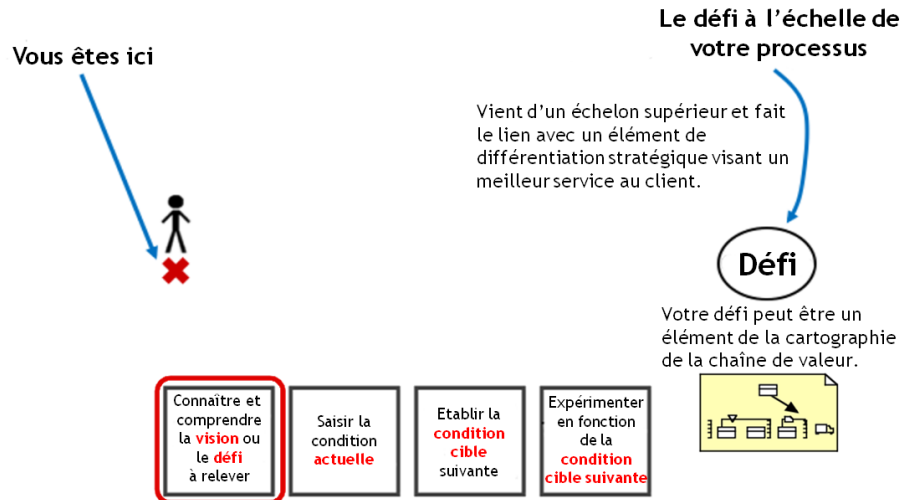 Le défi à l'échelle de
votre processus
Vous êtes ici
Vient d'un échelon supérieur et fait
le lien avec un élément de
différentiation stratégique visant un
meilleur service au client.
Défi
Votre défi peut être un
élément de la cartographie
de la chaîne de valeur.
Connaître et
comprendre
la vision ou
le défi
à relever
Saisir la
condition
actuelle
Etablir la
condition
cible
suivante
Expérimenter
en fonction
de la
condition
cible suivante